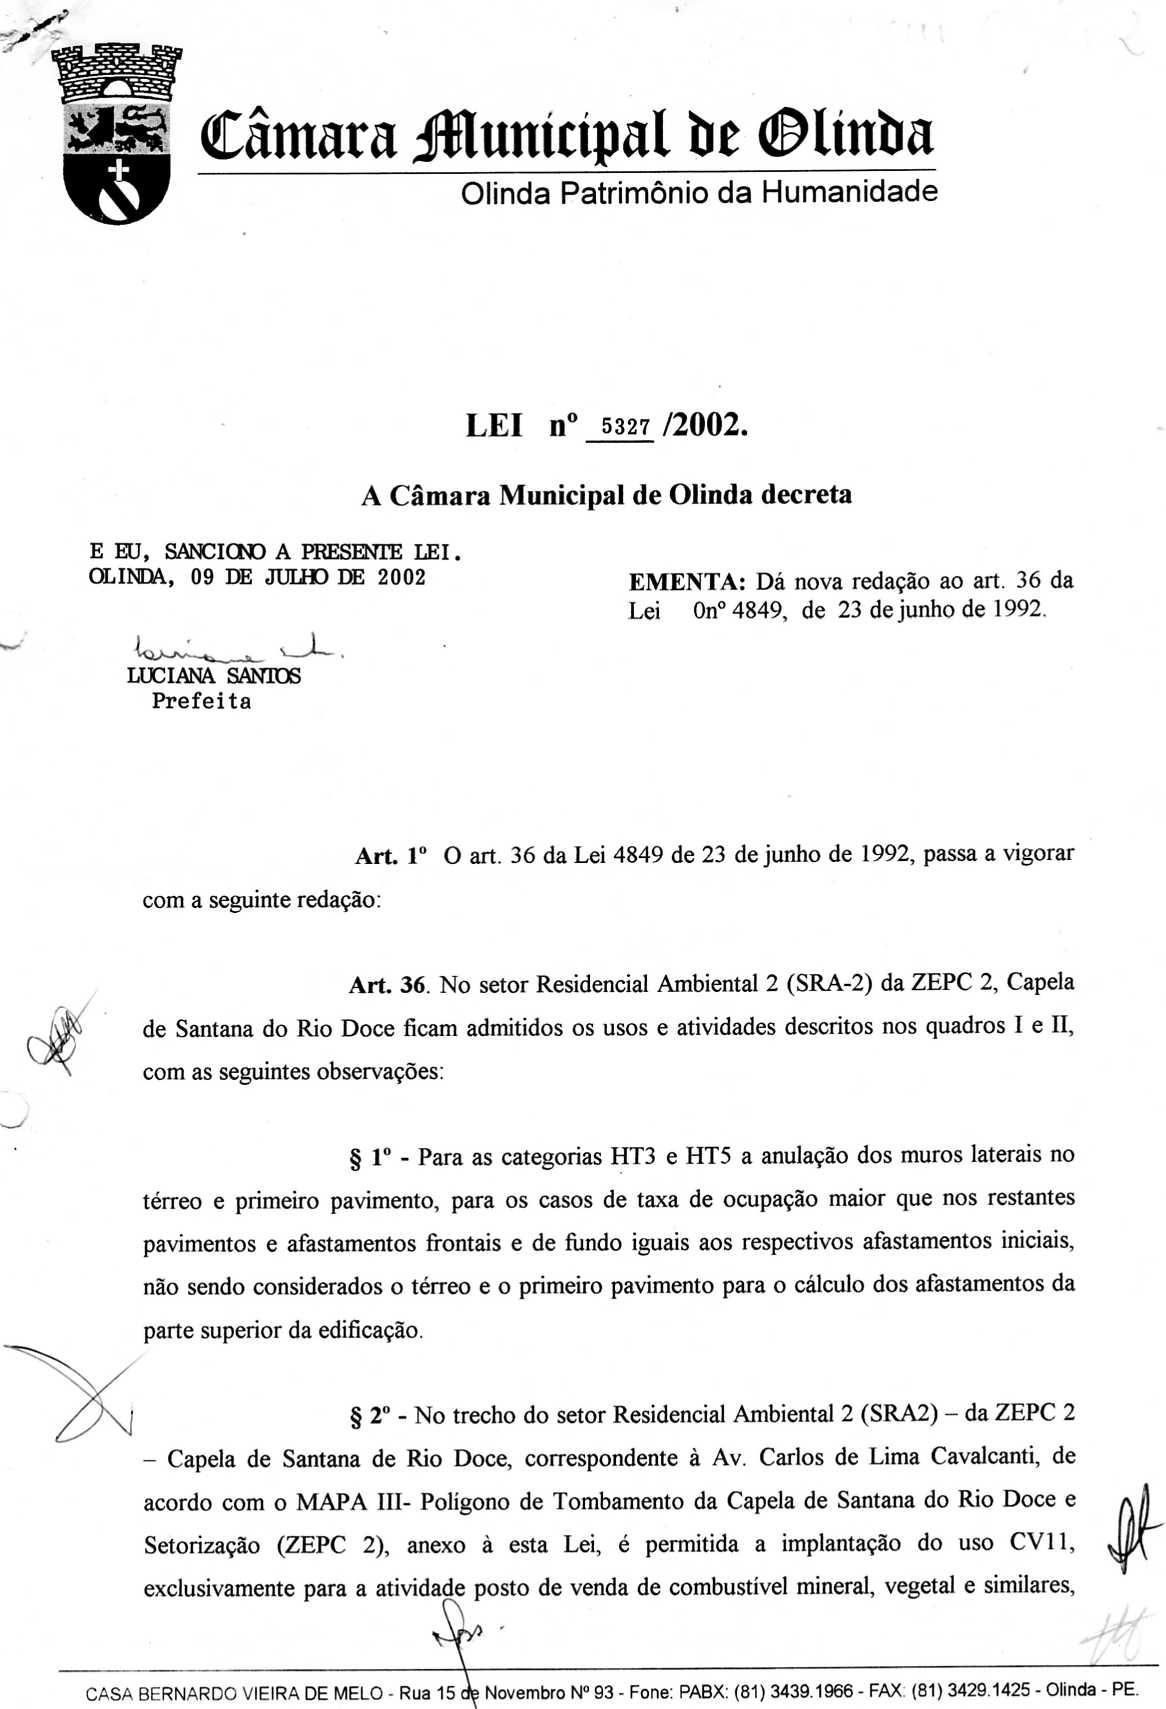 Câmara Municipal de Olinda
Olinda Patrimônio da Humanidade
LEI nº 5327 /2002.
A Câmara Municipal de Olinda decreta
E EU, SANCIONO A PRESENTE LEI.
OLINDA, 09 DE JULHO DE 2002
EMENTA: Dá nova redação ao art. 36 da
Lei 0nº 4849, de 23 de junho de 1992.
LUCIANA SANTOS
Prefeita
Art. 1º O art. 36 da Lei 4849 de 23 de junho de 1992, passa a vigorar
com a seguinte redação:
Art. 36. No setor Residencial Ambiental 2 (SRA-2) da ZEPC 2, Capela
de Santana do Rio Doce ficam admitidos os usos e atividades descritos nos quadros I e II,
com as seguintes observações:
§ 1º - Para as categorias HT3 e HT5 a anulação dos muros laterais no
térreo e primeiro pavimento, para os casos de taxa de ocupação maior que nos restantes
pavimentos e afastamentos frontais e de fundo iguais aos respectivos afastamentos iniciais,
não sendo considerados o térreo e o primeiro pavimento para o cálculo dos afastamentos da
parte superior da edificação.
§ 2º - No trecho do setor Residencial Ambiental 2 (SRA2) – da ZEPC 2
– Capela de Santana de Rio Doce, correspondente à Av. Carlos de Lima Cavalcanti, de
acordo com o MAPA III- Polígono de Tombamento da Capela de Santana do Rio Doce e
Setorização (ZEPC 2), anexo à esta Lei, é permitida a implantação do uso CV11,
exclusivamente para a atividade posto de venda de combustível mineral, vegetal e similares,
CASA BERNARDO VIEIRA DE MELO - Rua 15 de Novembro Nº 93 - Fone: PABX: (81) 3439.1966 - FAX: (81) 3429.1425 - Olinda - PE.